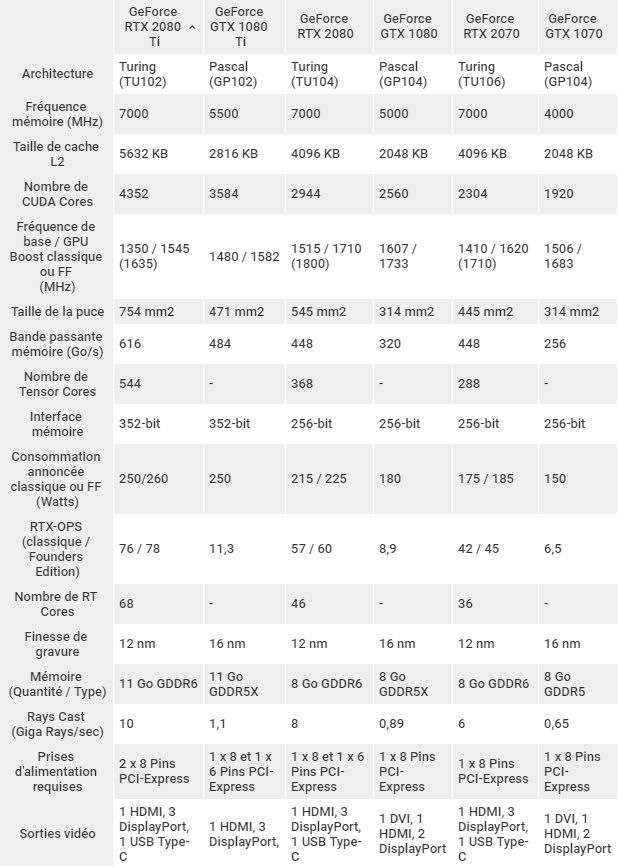 GeForce RTX 2080 Ti | GeForce GTX 1080 Ti | GeForce RTX 2080 | GeForce GTX 1080 | GeForce RTX 2070 | GeForce GTX 1070
Architecture | Turing (TU102) | Pascal (GP102) | Turing (TU104) | Pascal (GP104) | Turing (TU106) | Pascal (GP104)
Fréquence mémoire (MHz) | 7000 | 5500 | 7000 | 5000 | 7000 | 4000
Taille de cache L2 | 5632 KB | 2816 KB | 4096 KB | 2048 KB | 4096 KB | 2048 KB
Nombre de CUDA Cores | 4352 | 3584 | 2944 | 2560 | 2304 | 1920
Fréquence de base / GPU Boost classique ou FF (MHz) | 1350 / 1545 (1635) | 1480 / 1582 | 1515 / 1710 (1800) | 1607 / 1733 | 1410 / 1620 (1710) | 1506 / 1683
Taille de la puce | 754 mm2 | 471 mm2 | 545 mm2 | 314 mm2 | 445 mm2 | 314 mm2
Bande passante mémoire (Go/s) | 616 | 484 | 448 | 320 | 448 | 256
Nombre de Tensor Cores | 544 | - | 368 | - | 288 | -
Interface mémoire | 352-bit | 352-bit | 256-bit | 256-bit | 256-bit | 256-bit
Consommation annoncée classique ou FF (Watts) | 250/260 | 250 | 215 / 225 | 180 | 175 / 185 | 150
RTX-OPS (classique / Founders Edition) | 76 / 78 | 11,3 | 57 / 60 | 8,9 | 42 / 45 | 6,5
Nombre de RT Cores | 68 | - | 46 | - | 36 | -
Finesse de gravure | 12 nm | 16 nm | 12 nm | 16 nm | 12 nm | 16 nm
Mémoire (Quantité / Type) | 11 Go GDDR6 | 11 Go GDDR5X | 8 Go GDDR6 | 8 Go GDDR5X | 8 Go GDDR6 | 8 Go GDDR5
Rays Cast (Giga Rays/sec) | 10 | 1,1 | 8 | 0,89 | 6 | 0,65
Prises d'alimentation requises | 2 x 8 Pins PCI-Express | 1 x 8 et 1 x 6 Pins PCI-Express | 1 x 8 et 1 x 6 Pins PCI-Express | 1 x 8 Pins PCI-Express | 1 x 8 Pins PCI-Express | 1 x 8 Pins PCI-Express
Sorties vidéo | 1 HDMI, 3 DisplayPort, 1 USB Type-C | 1 HDMI, 3 DisplayPort, | 1 HDMI, 3 DisplayPort, 1 USB Type-C | 1 DVI, 1 HDMI, 2 DisplayPort | 1 HDMI, 3 DisplayPort, 1 USB Type-C | 1 DVI, 1 HDMI, 2 DisplayPort